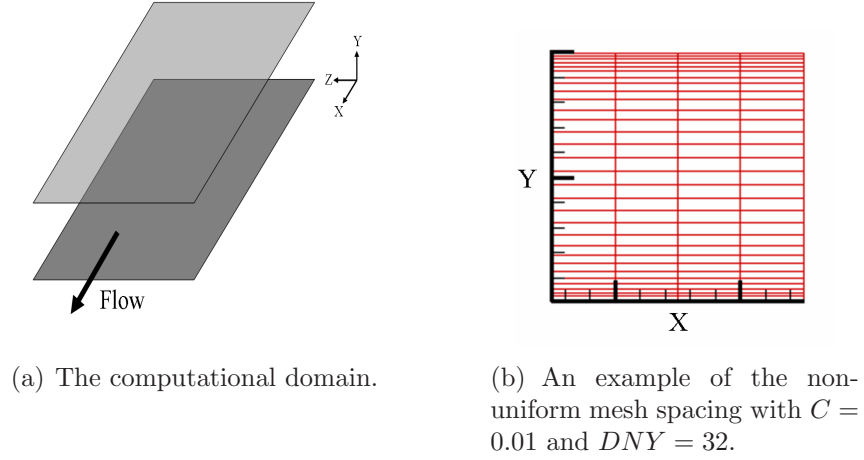 Y
Z
X
Flow
Y
X
(a) The computational domain.
(b) An example of the non-
uniform mesh spacing with C =
0.01 and DNY = 32.